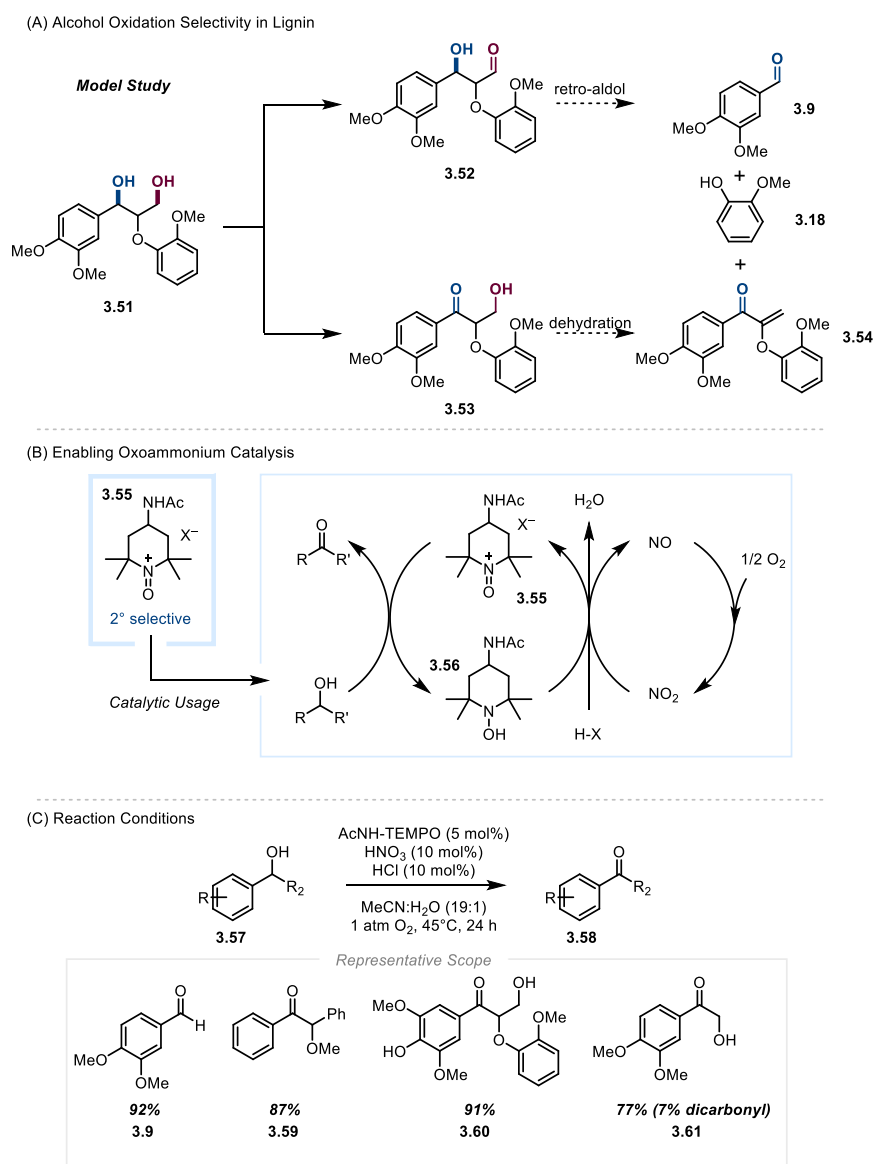 (A) Alcohol Oxidation Selectivity in Lignin
Model Study
OH
OH
MeO
OMe
O
OMe
3.51
OH
O
MeO
OMe
O
OMe
3.52
retro-aldol
O
MeO
OMe
3.9
+
HO
OMe
3.18
+
O
OH
MeO
OMe
O
OMe
3.53
dehydration
O
MeO
OMe
O
OMe
3.54
(B) Enabling Oxoammonium Catalysis
3.55
NHAc
X–
+
N
O
2° selective
Catalytic Usage
O
R
R'
OH
R
R'
NHAc
X–
+
N
O
3.55
3.56
NHAc
N
OH
H2O
H-X
NO
NO2
1/2 O2
(C) Reaction Conditions
OH
R
R2
3.57
AcNH-TEMPO (5 mol%)
HNO3 (10 mol%)
HCl (10 mol%)
MeCN:H2O (19:1)
1 atm O2, 45°C, 24 h
O
R
R2
3.58
Representative Scope
O
H
MeO
OMe
92%
3.9
O
Ph
OMe
87%
3.59
O
OH
MeO
HO
OMe
O
OMe
91%
3.60
O
OH
MeO
OMe
77% (7% dicarbonyl)
3.61